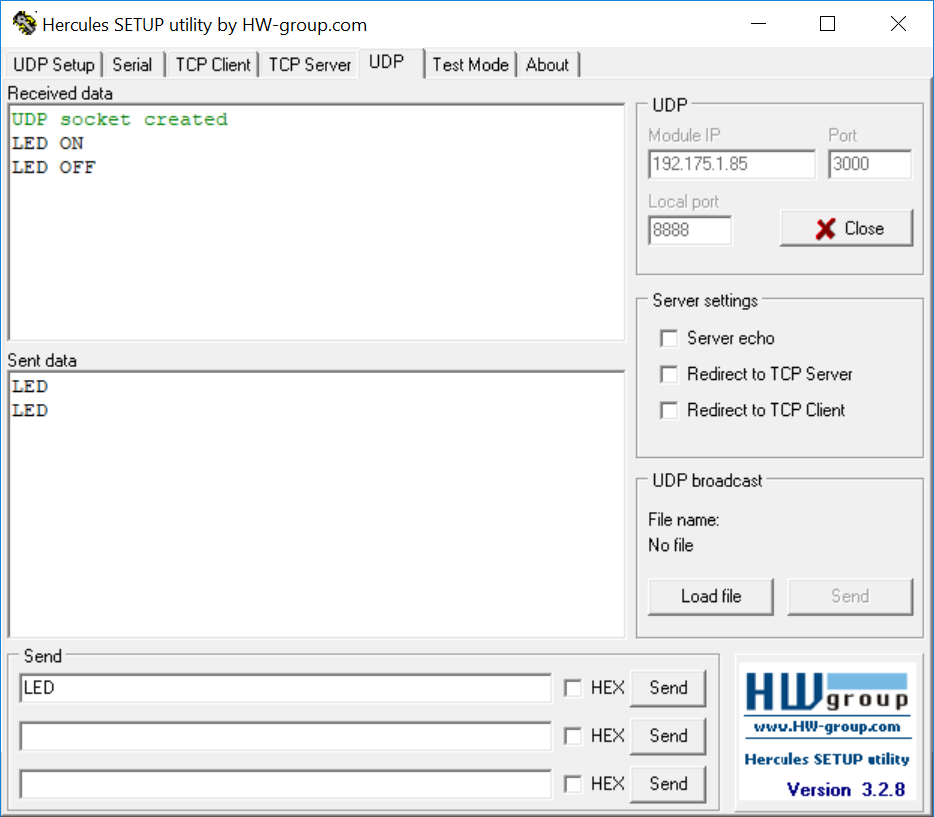 Hercules SETUP utility by HW-group.com
UDP Setup Serial TCP Client TCP Server UDP Test Mode About
Received data
UDP socket created
LED ON
LED OFF
Sent data
LED
LED
UDP
Module IP Port
192.175.1.85 3000
Local port
8888 Close
Server settings
Server echo
Redirect to TCP Server
Redirect to TCP Client
UDP broadcast
File name:
No file
Load file Send
Send
LED HEX Send
HEX Send
HEX Send
HWgroup
www.HW-group.com
Hercules SETUP utility
Version 3.2.8